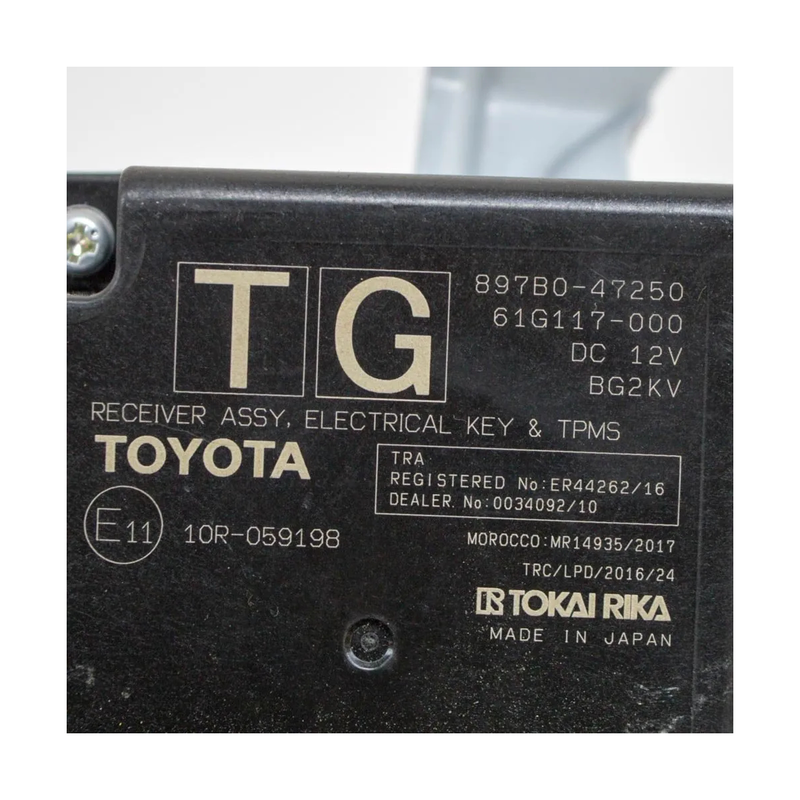 TG
897B0-47250
61G117-000
DC 12V
BG2KV
RECEIVER ASSY, ELECTRICAL KEY & TPMS
TOYOTA
TRA
REGISTERED No:ER44262/16
DEALER. No:0034092/10
E11 10R-059198
MOROCCO:MR14935/2017
TRC/LPD/2016/24
TOKAI RIKA
MADE IN JAPAN